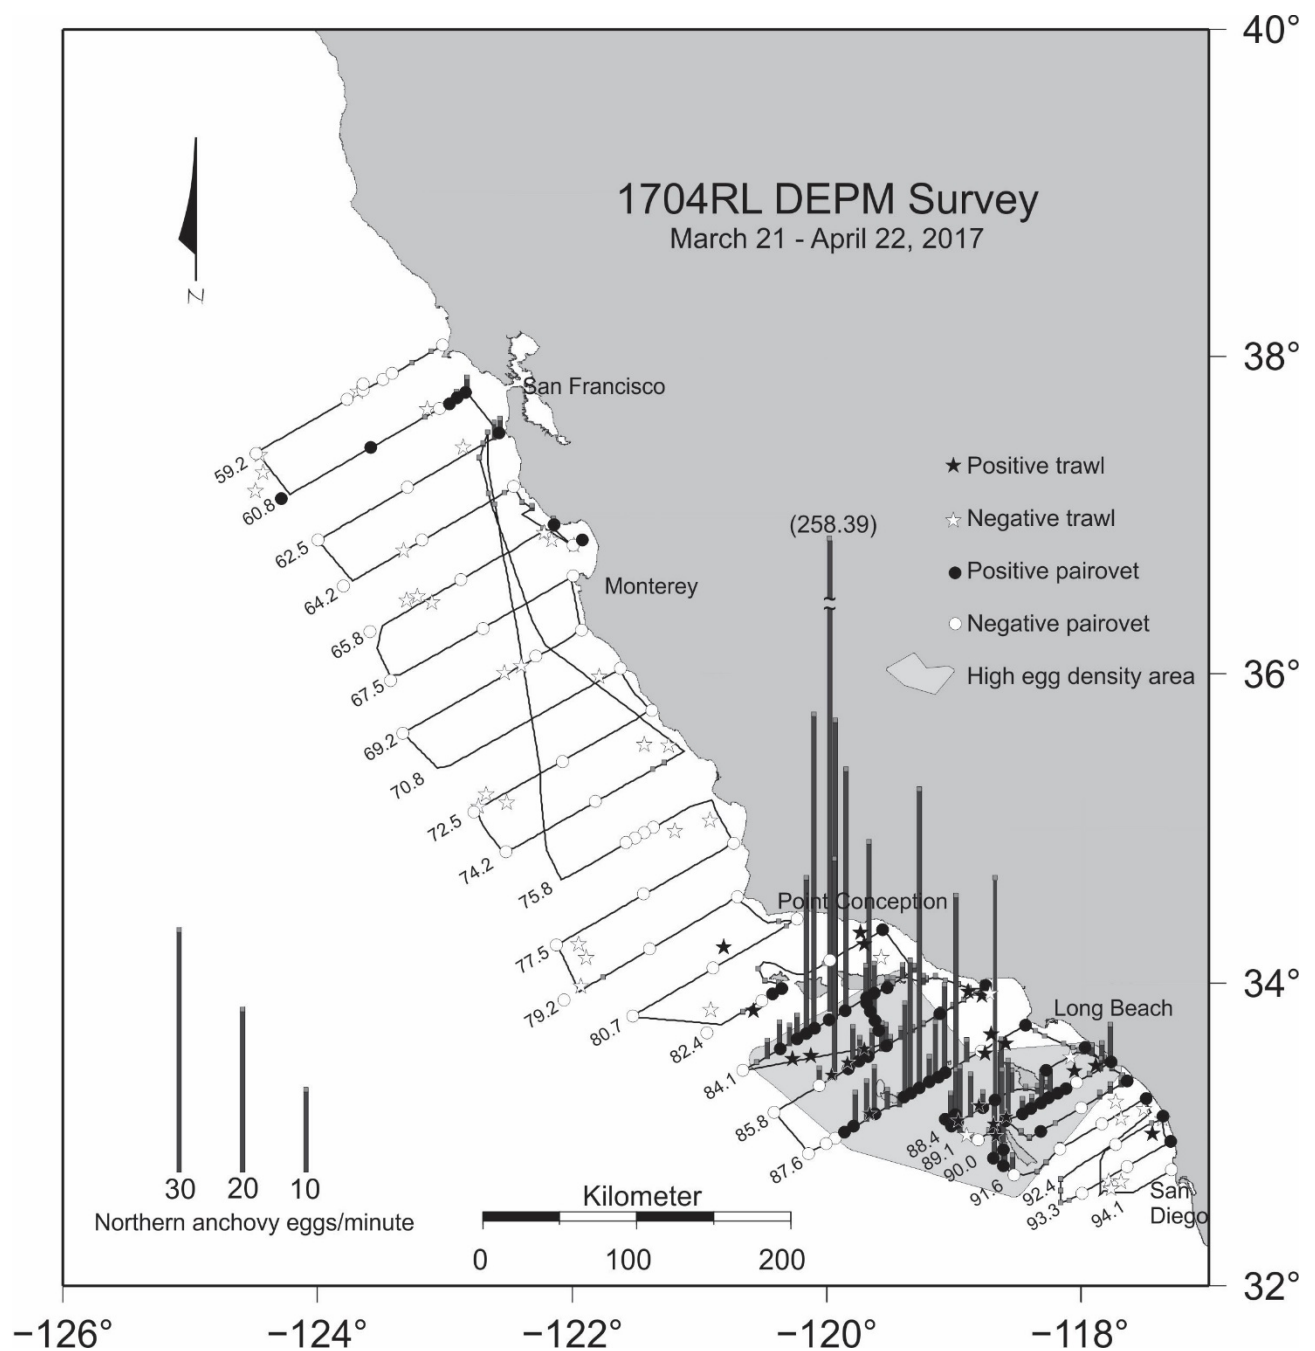 40°
1704RL DEPM Survey
March 21 - April 22, 2017
N
38°
San Francisco
59.2
60.8
62.5
64.2
65.8
67.5
69.2
70.8
72.5
74.2
75.8
77.5
79.2
80.7
82.4
84.1
85.8
87.6
88.4
89.1
90.0
91.6
92.4
93.3
94.1
Positive trawl
Negative trawl
Positive pairovet
Negative pairovet
High egg density area
(258.39)
Monterey
36°
Point Conception
34°
Long Beach
San
Diego
30 20 10
Northern anchovy eggs/minute
Kilometer
0 100 200
32°
−126° −124° −122° −120° −118°